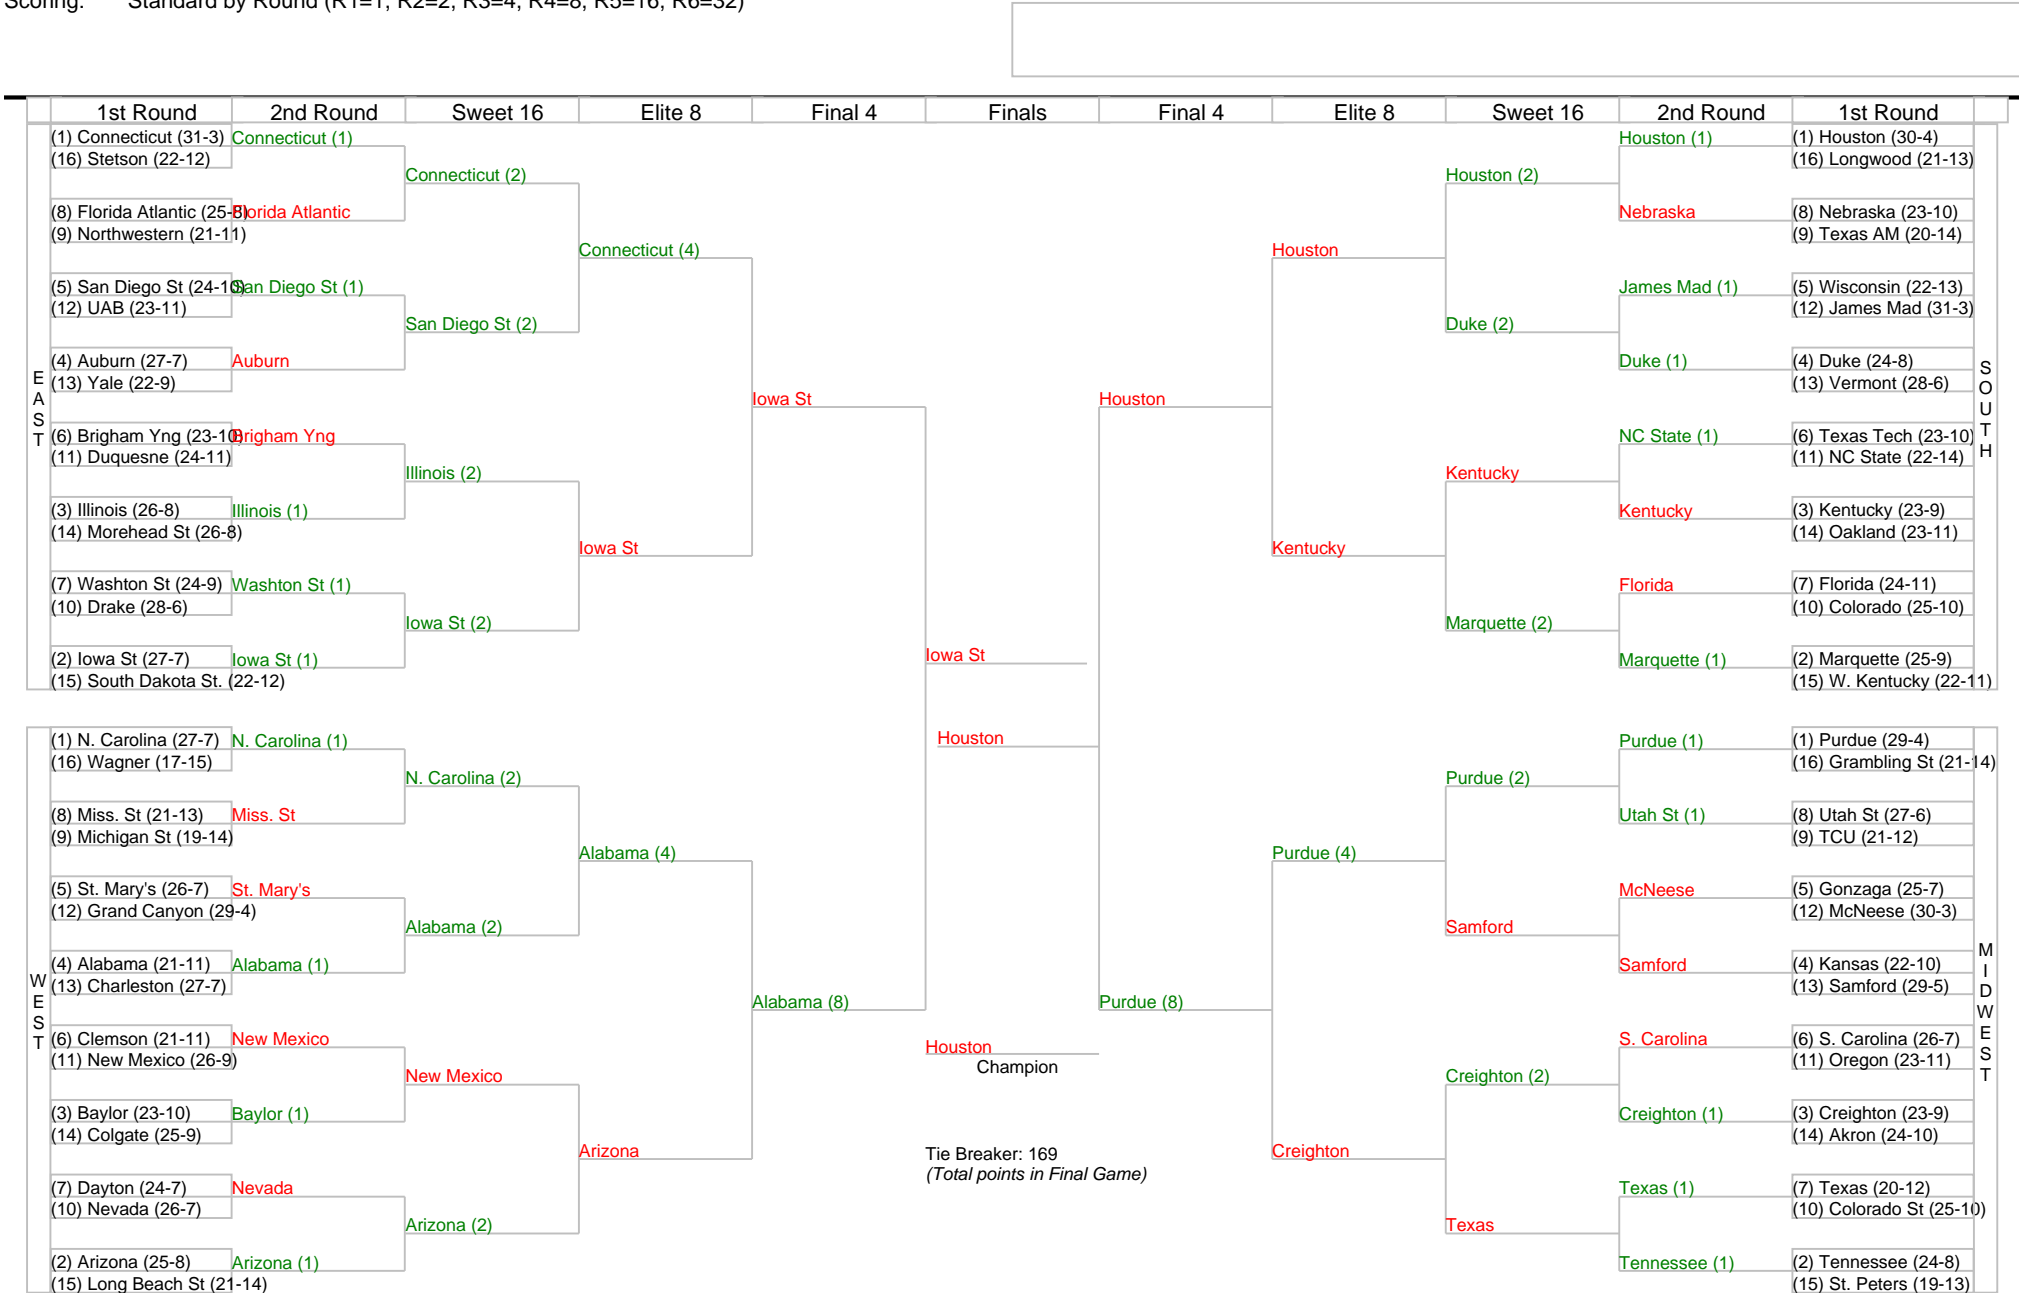 Scoring: Standard by Round (R1=1, R2=2, R3=4, R4=8, R5=16, R6=32)
1st Round 2nd Round Sweet 16 Elite 8 Final 4 Finals Final 4 Elite 8 Sweet 16 2nd Round 1st Round
EAST
(1) Connecticut (31-3)
(16) Stetson (22-12)
(8) Florida Atlantic (25-8)
(9) Northwestern (21-11)
(5) San Diego St (24-10)
(12) UAB (23-11)
(4) Auburn (27-7)
(13) Yale (22-9)
(6) Brigham Yng (23-10)
(11) Duquesne (24-11)
(3) Illinois (26-8)
(14) Morehead St (26-8)
(7) Washton St (24-9)
(10) Drake (28-6)
(2) Iowa St (27-7)
(15) South Dakota St. (22-12)
Connecticut (1)
Florida Atlantic
San Diego St (1)
Auburn
Brigham Yng
Illinois (1)
Washton St (1)
Iowa St (1)
Connecticut (2)
San Diego St (2)
Illinois (2)
Iowa St (2)
Connecticut (4)
Iowa St
Iowa St
WEST
(1) N. Carolina (27-7)
(16) Wagner (17-15)
(8) Miss. St (21-13)
(9) Michigan St (19-14)
(5) St. Mary's (26-7)
(12) Grand Canyon (29-4)
(4) Alabama (21-11)
(13) Charleston (27-7)
(6) Clemson (21-11)
(11) New Mexico (26-9)
(3) Baylor (23-10)
(14) Colgate (25-9)
(7) Dayton (24-7)
(10) Nevada (26-7)
(2) Arizona (25-8)
(15) Long Beach St (21-14)
N. Carolina (1)
Miss. St
St. Mary's
Alabama (1)
New Mexico
Baylor (1)
Nevada
Arizona (1)
N. Carolina (2)
Alabama (2)
New Mexico
Arizona (2)
Alabama (4)
Arizona
Alabama (8)
Iowa St
Houston
Houston
Champion
Tie Breaker: 169
(Total points in Final Game)
Houston
Houston
Kentucky
Houston (2)
Duke (2)
Kentucky
Marquette (2)
Houston (1)
Nebraska
James Mad (1)
Duke (1)
NC State (1)
Kentucky
Florida
Marquette (1)
(1) Houston (30-4)
(16) Longwood (21-13)
(8) Nebraska (23-10)
(9) Texas AM (20-14)
(5) Wisconsin (22-13)
(12) James Mad (31-3)
(4) Duke (24-8)
(13) Vermont (28-6)
(6) Texas Tech (23-10)
(11) NC State (22-14)
(3) Kentucky (23-9)
(14) Oakland (23-11)
(7) Florida (24-11)
(10) Colorado (25-10)
(2) Marquette (25-9)
(15) W. Kentucky (22-11)
SOUTH
Purdue (8)
Purdue (4)
Creighton
Purdue (2)
Samford
Creighton (2)
Texas
Purdue (1)
Utah St (1)
McNeese
Samford
S. Carolina
Creighton (1)
Texas (1)
Tennessee (1)
(1) Purdue (29-4)
(16) Grambling St (21-14)
(8) Utah St (27-6)
(9) TCU (21-12)
(5) Gonzaga (25-7)
(12) McNeese (30-3)
(4) Kansas (22-10)
(13) Samford (29-5)
(6) S. Carolina (26-7)
(11) Oregon (23-11)
(3) Creighton (23-9)
(14) Akron (24-10)
(7) Texas (20-12)
(10) Colorado St (25-10)
(2) Tennessee (24-8)
(15) St. Peters (19-13)
MIDWEST